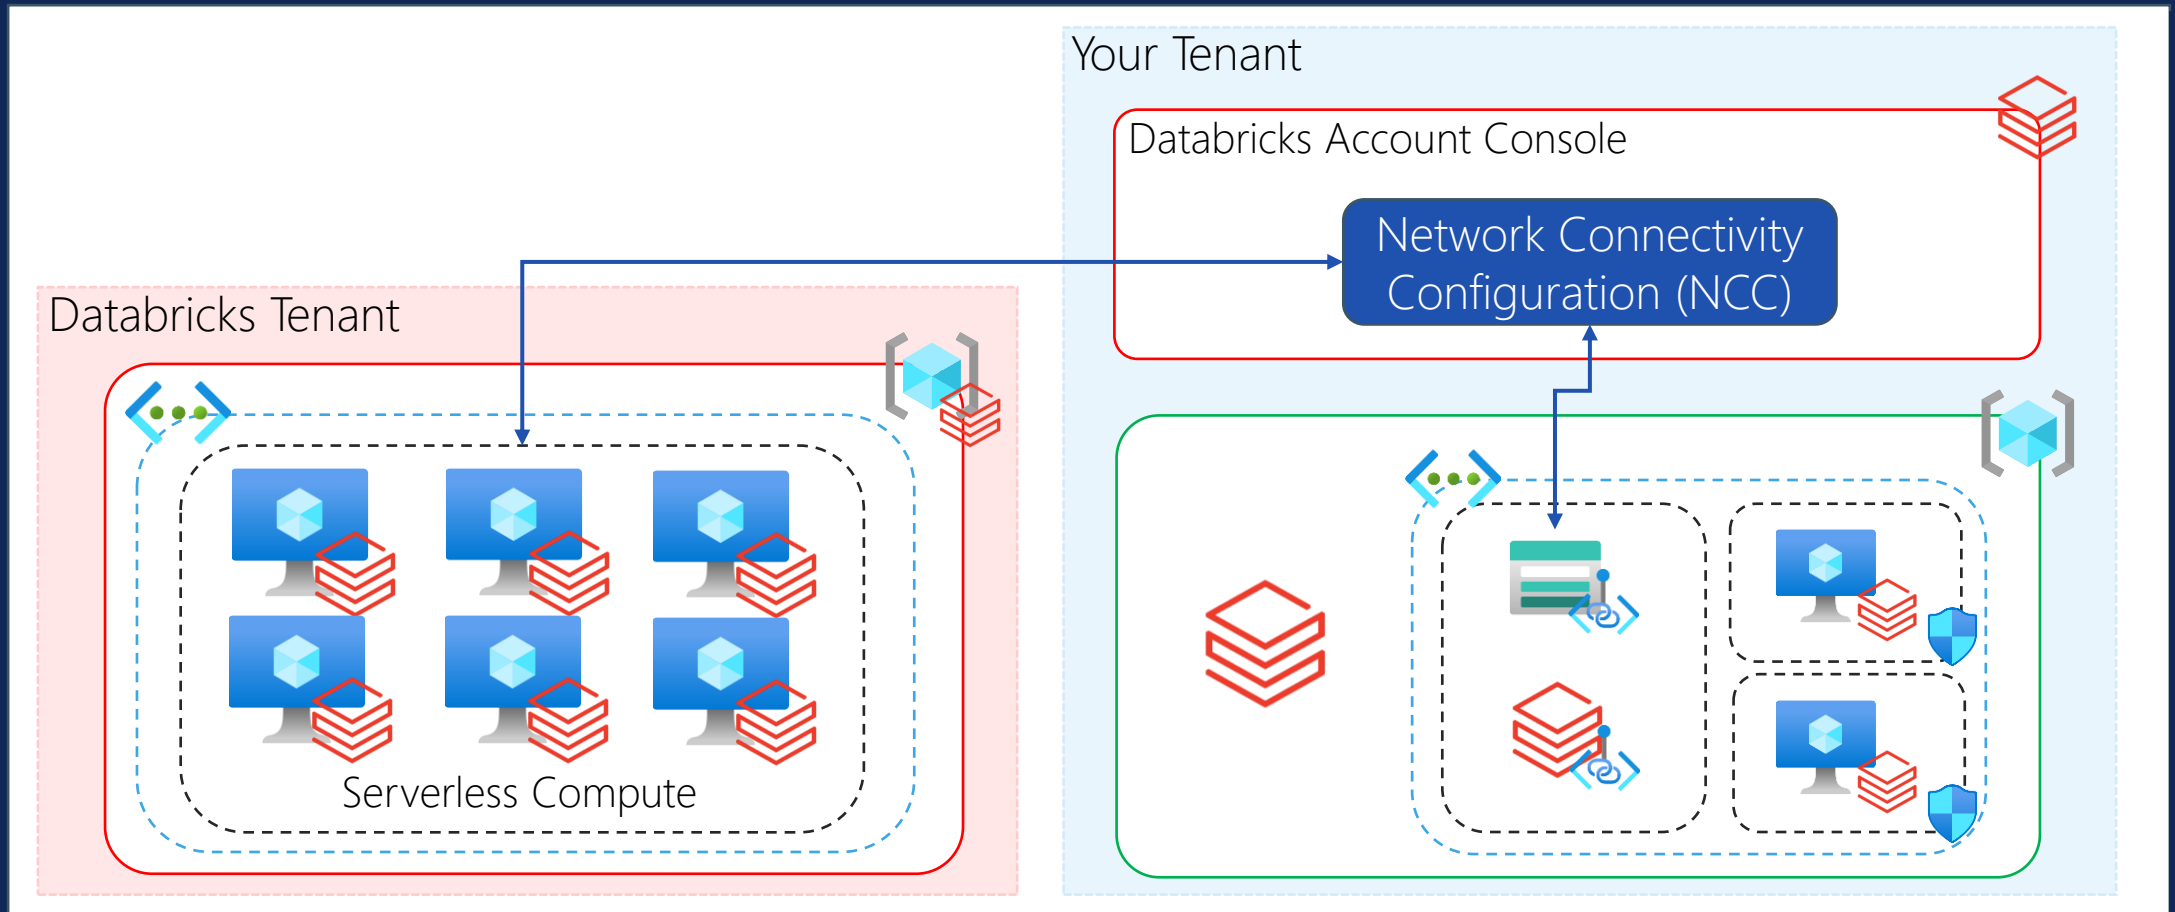 Your Tenant
Databricks Account Console
Network Connectivity
Configuration (NCC)
Databricks Tenant
Serverless Compute